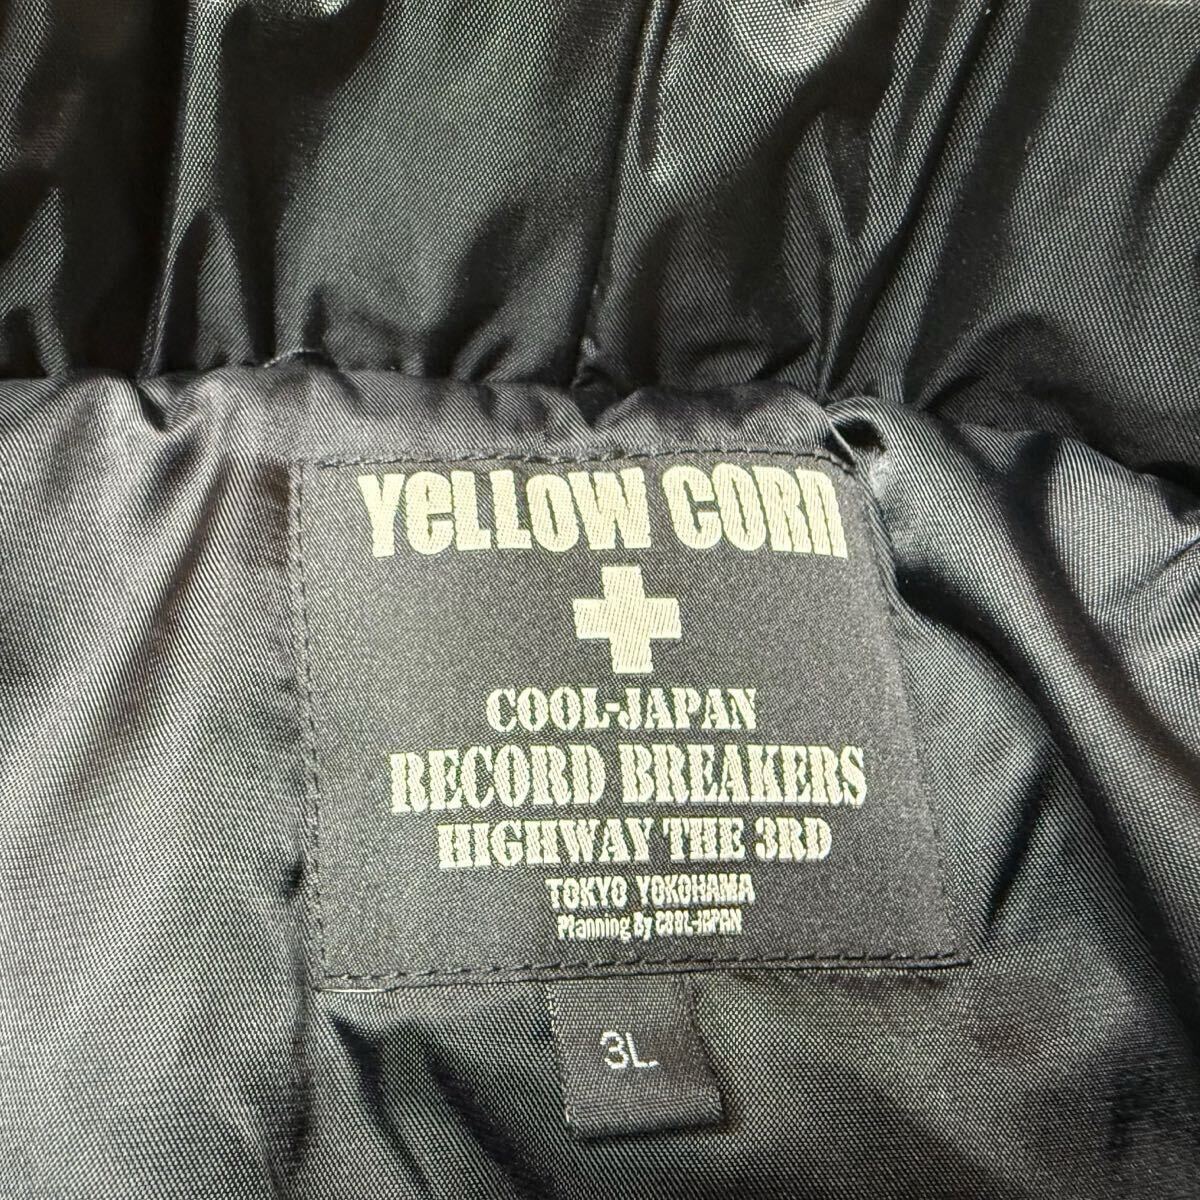 YeLLOW CORn
COOL-JAPAN
RECORD BREAKERS
HIGHWAY THE 3RD
TOKYO YOKOHAMA
Planning By COOL-JAPAN
3L